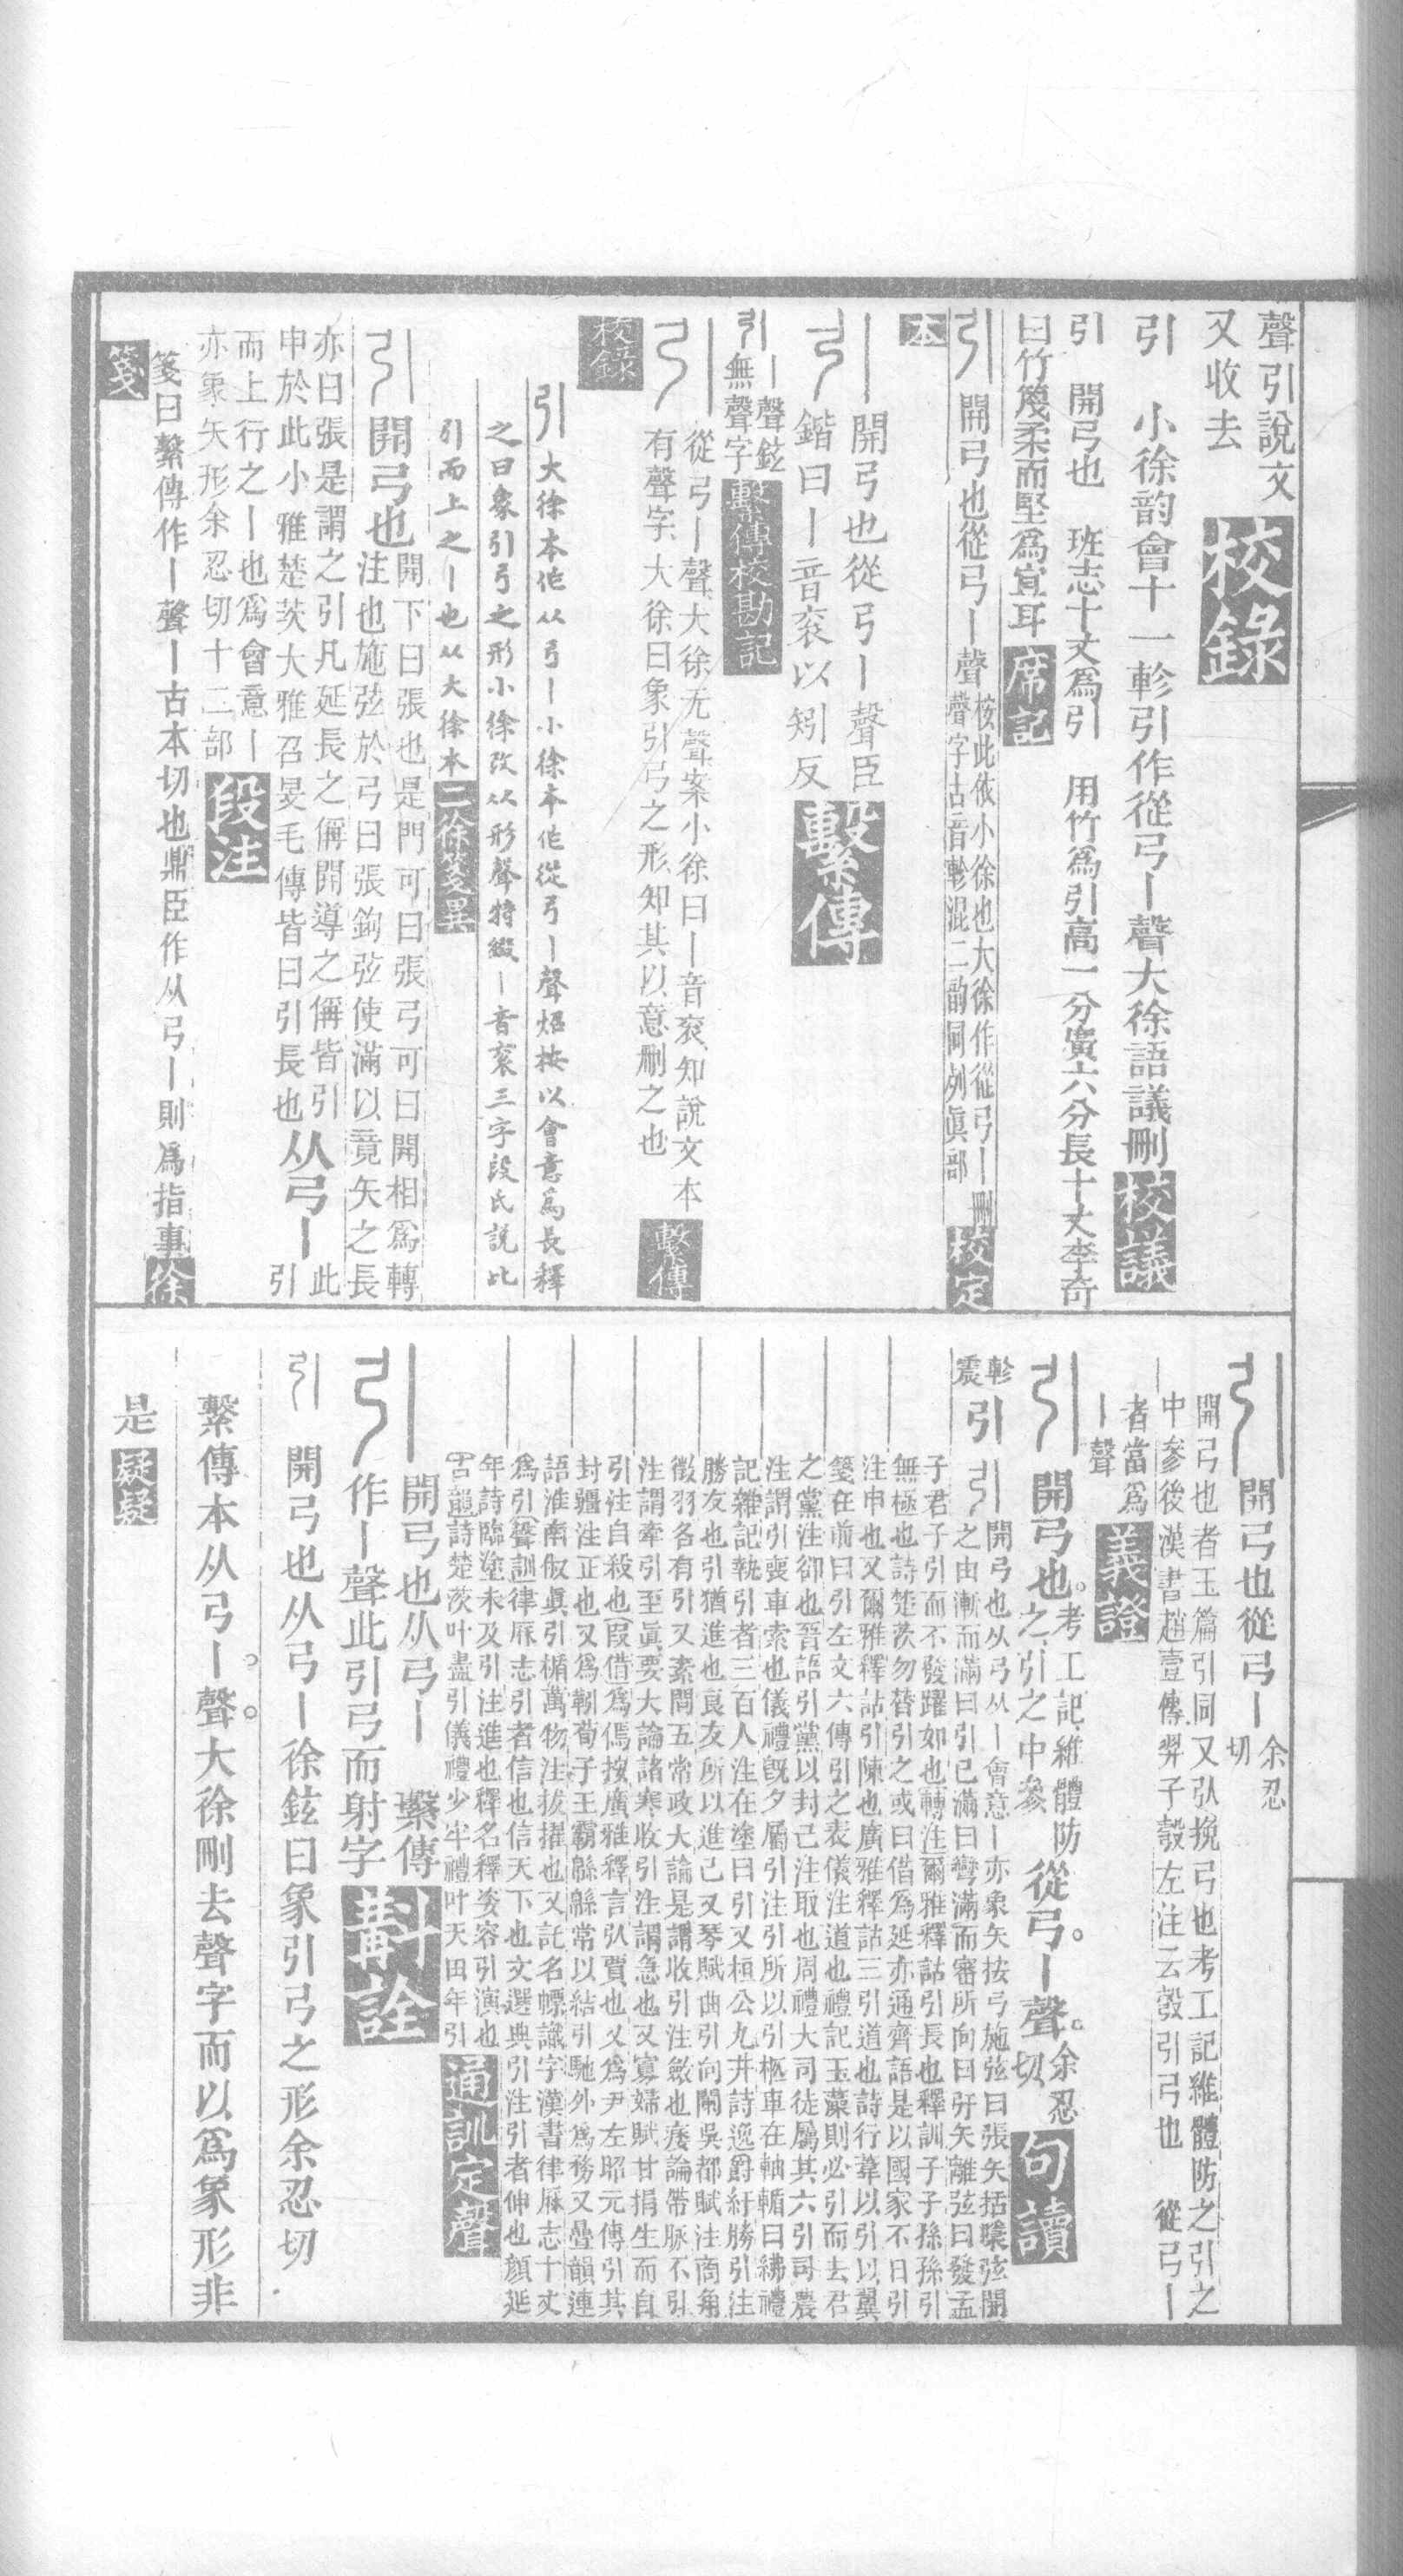 聲引說文
又收去 校錄
引 小徐韵會十一軫引作從弓丨聲大徐語議刪 校議
引 開弓也 班志十丈爲引 用竹爲引高一分廣六分長十丈李奇
曰竹篾柔而堅爲宜耳 席記
引 開弓也從弓丨聲 桉此依小徐也大徐作從弓丨刪
聲字古音軫混二韵同列眞部 校定
本
引 開弓也從弓丨聲臣
鍇曰丨音衮以矧反 繫傳
引 丨聲鉉
無聲字 繫傳校勘記
引 從弓丨聲大徐无聲案小徐曰丨音衮知說文本
有聲字大徐曰象引弓之形知其以意刪之也 繫傳
校錄
引 大徐本作从弓丨小徐本作從弓丨聲炤按以會意爲長釋
之曰象引弓之形小徐改以形聲特綴丨音衮三字段氏説此
引而上之丨也从大徐本 二徐箋異
引 開弓也 開下曰張也是門可曰張弓可曰開相爲轉
注也施弦於弓曰張鉤弦使滿以竟矢之長
亦曰張是謂之引凡延長之偁開導之偁皆引
申於此小雅楚茨大雅召旻毛傳皆曰引長也 从弓丨 此
引
而上行之丨也爲會意丨
亦象矢形余忍切十二部 段注
箋曰繫傳作丨聲丨古本切也鼎臣作从弓丨則爲指事 徐
箋
引 開弓也從弓丨 余忍
切
開弓也者玉篇引同又弘挽弓也考工記維體防之引之
中參後漢書趙壹傳羿子彀左注云彀引弓也 從弓丨
者當爲
丨聲 義證
引 開弓也。 考工記維體防
之引之中參 從弓。丨聲。 余忍
切 句讀
軫
震 引 引 開弓也从弓从丨會意丨亦象矢按弓施弦曰張矢括隱弦開
之由漸而滿曰引已滿曰彎滿而審所向曰弙矢離弦曰發孟
子君子引而不發躍如也(轉注)爾雅釋詁引長也釋訓子子孫孫引
無極也詩楚茨勿替引之或曰借爲延亦通齊語是以國家不日引
注申也又爾雅釋詁引陳也廣雅釋詁三引道也詩行葦以引以翼
箋在前曰引左文六傳引之表儀注道也禮記玉藻則必引而去君
之黨注卻也晉語引黨以封己注取也周禮大司徒屬其六引司農
注謂引喪車索也儀禮旣夕屬引注引所以引柩車在軸輴曰紼禮
記雜記執引者三百人注在塗曰引又桓公九井詩逸爵紆勝引注
勝友也引猶進也良友所以進己又琴賦曲引向闌吳都賦注商角
徵羽各有引又素問五常政大論是謂收引注斂也痿論帶脈不引
注謂牽引至眞要大論諸寒收引注謂急也又寡婦賦甘捐生而自
引注自殺也(叚借)爲㒟按廣雅釋言引賈也又爲尹左昭元傳引其
封疆注正也又爲靷荀子王霸縣縣常以結引馳外爲務又疊韻連
語淮南俶眞引楯萬物注拔擢也又託名幖識字漢書律厤志十丈
爲引(聲訓)律厤志引者信也信天下也文選典引注引者伸也顏延
年詩臨塗未及引注進也釋名釋姿容引演也
(古韻)詩楚茨叶盡引儀禮少牢禮叶天田年引 通訓定聲
引 開弓也从弓丨 繫傳
作丨聲此引弓而射字 斠詮
引 開弓也从弓丨徐鉉曰象引弓之形余忍切
繫傳本从弓丨。聲。大徐刪去聲字而以爲象形非
是 疑疑